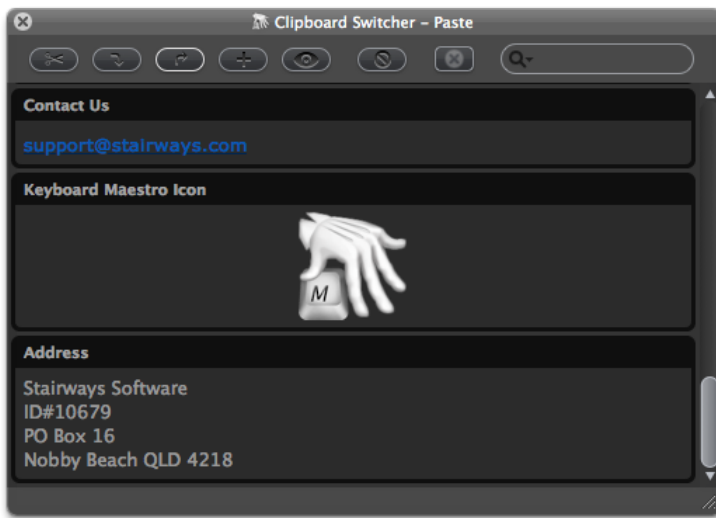 Clipboard Switcher – Paste
Contact Us
support@stairways.com
Keyboard Maestro Icon
M
Address
Stairways Software
ID#10679
PO Box 16
Nobby Beach QLD 4218